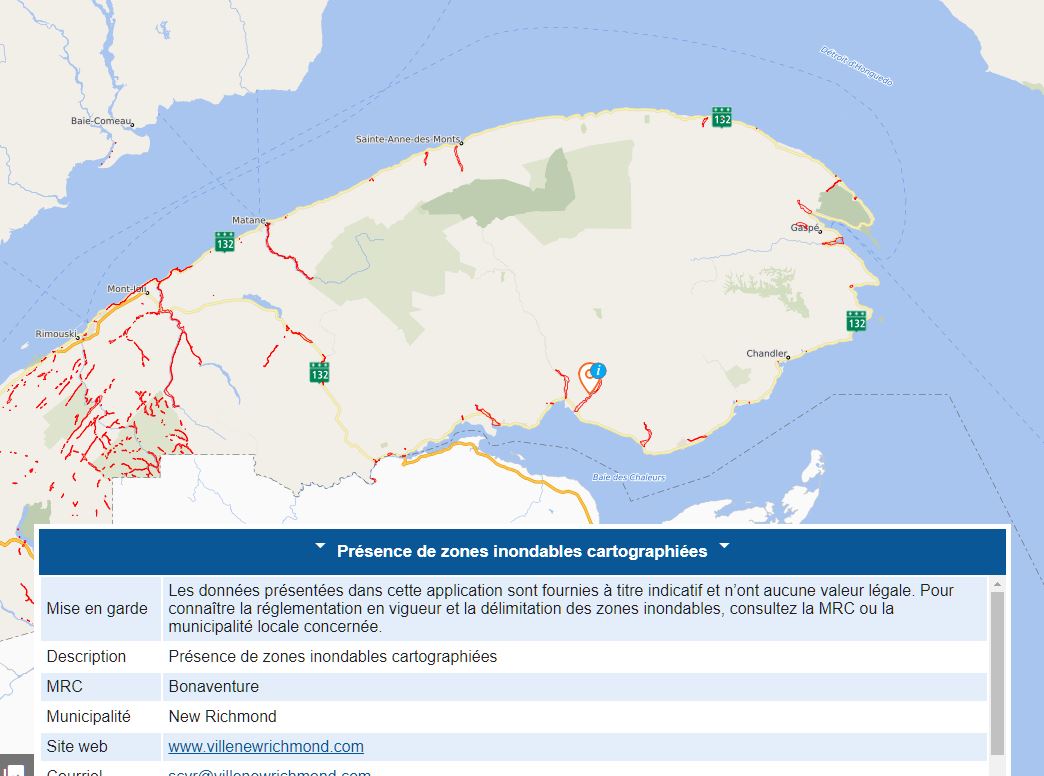 Détroit d'Honguedo
Baie-Comeau
132
Sainte-Anne-des-Monts
Matane
Gaspé
132
Mont-Joli
132
Rimouski
Chandler
132
i
Baie des Chaleurs
Présence de zones inondables cartographiées
Mise en garde
Les données présentées dans cette application sont fournies à titre indicatif et n’ont aucune valeur légale. Pour
connaître la réglementation en vigueur et la délimitation des zones inondables, consultez la MRC ou la
municipalité locale concernée.
Description Présence de zones inondables cartographiées
MRC Bonaventure
Municipalité New Richmond
Site web www.villenewrichmond.com
Courriel scvr@villenewrichmond.com